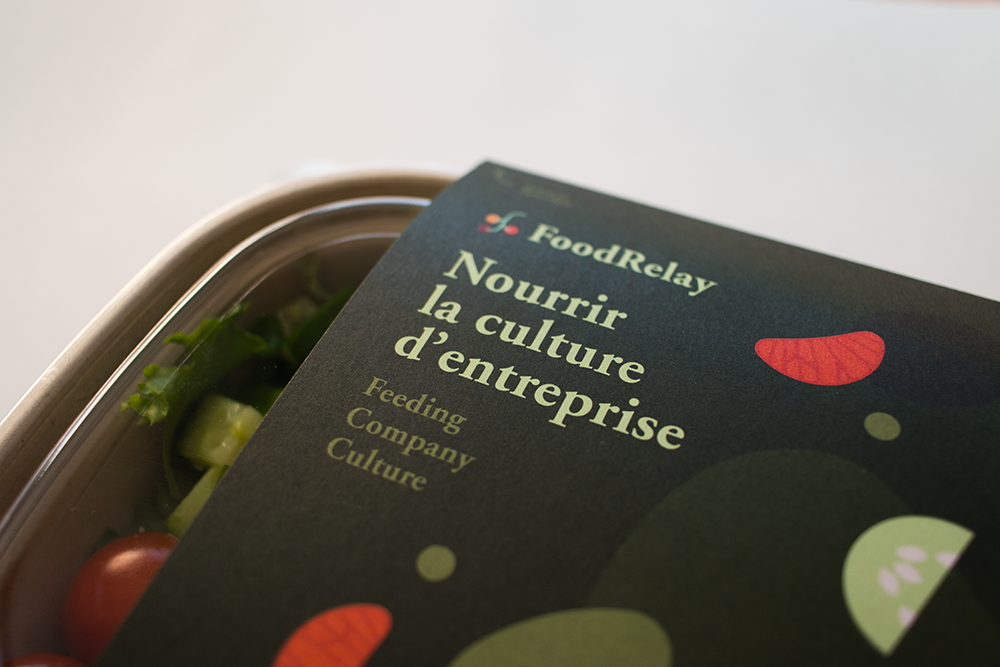 FoodRelay
Nourrir
la culture
d'entreprise
Feeding
Company
Culture